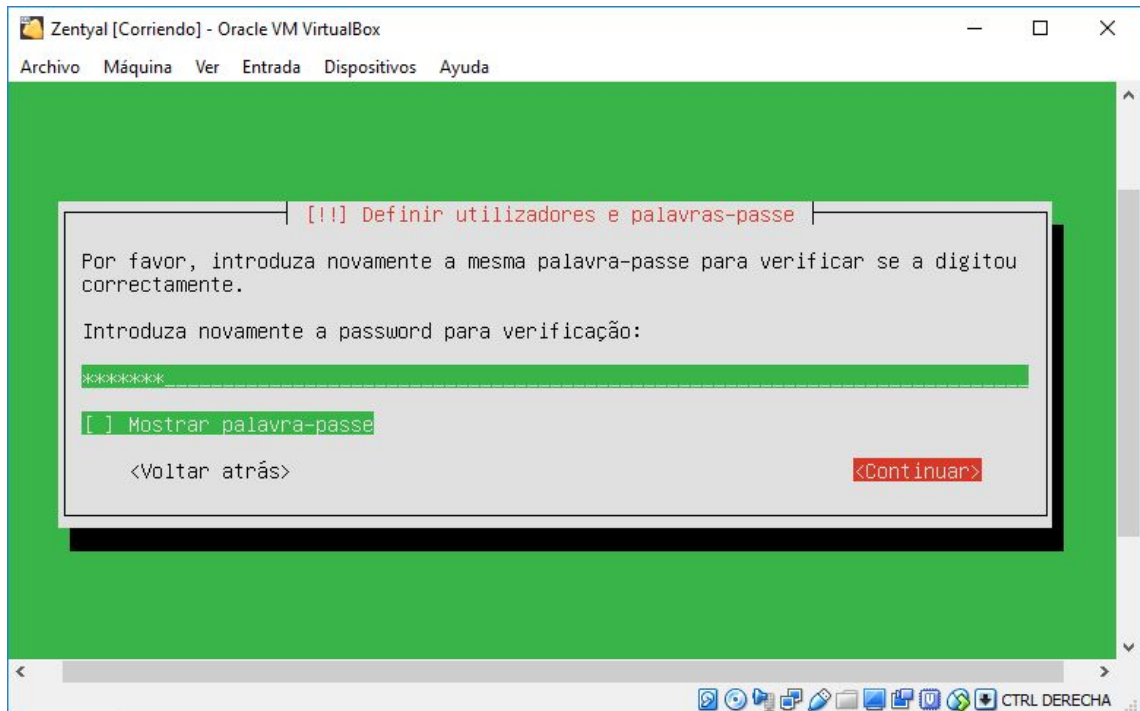 Zentyal [Corriendo] - Oracle VM VirtualBox
Archivo Máquina Ver Entrada Dispositivos Ayuda
[!!] Definir utilizadores e palavras-passe
Por favor, introduza novamente a mesma palavra-passe para verificar se a digitou
correctamente.
Introduza novamente a password para verificação:
*******
[ ] Mostrar palavra-passe
<Voltar atrás> <Continuar>
CTRL DERECHA